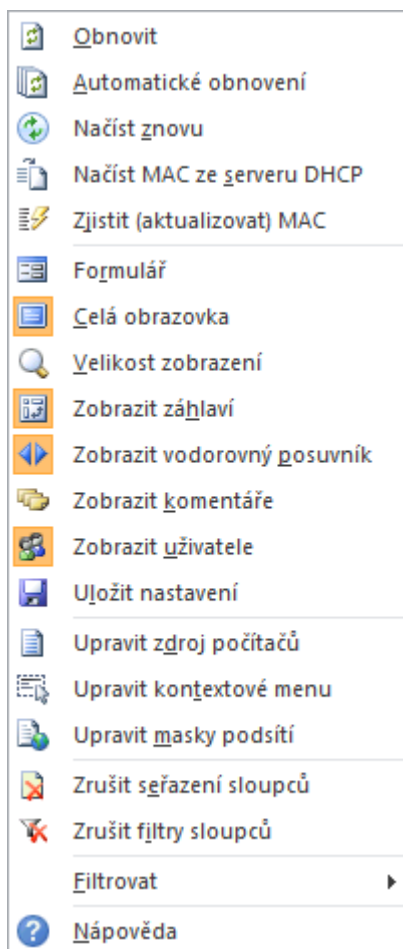 Obnovit
Automatické obnovení
Načíst znovu
Načíst MAC ze serveru DHCP
Zjistit (aktualizovat) MAC
Formulář
Celá obrazovka
Velikost zobrazení
Zobrazit záhlaví
Zobrazit vodorovný posuvník
Zobrazit komentáře
Zobrazit uživatele
Uložit nastavení
Upravit zdroj počítačů
Upravit kontextové menu
Upravit masky podsítí
Zrušit seřazení sloupců
Zrušit filtry sloupců
Filtrovat
Nápověda